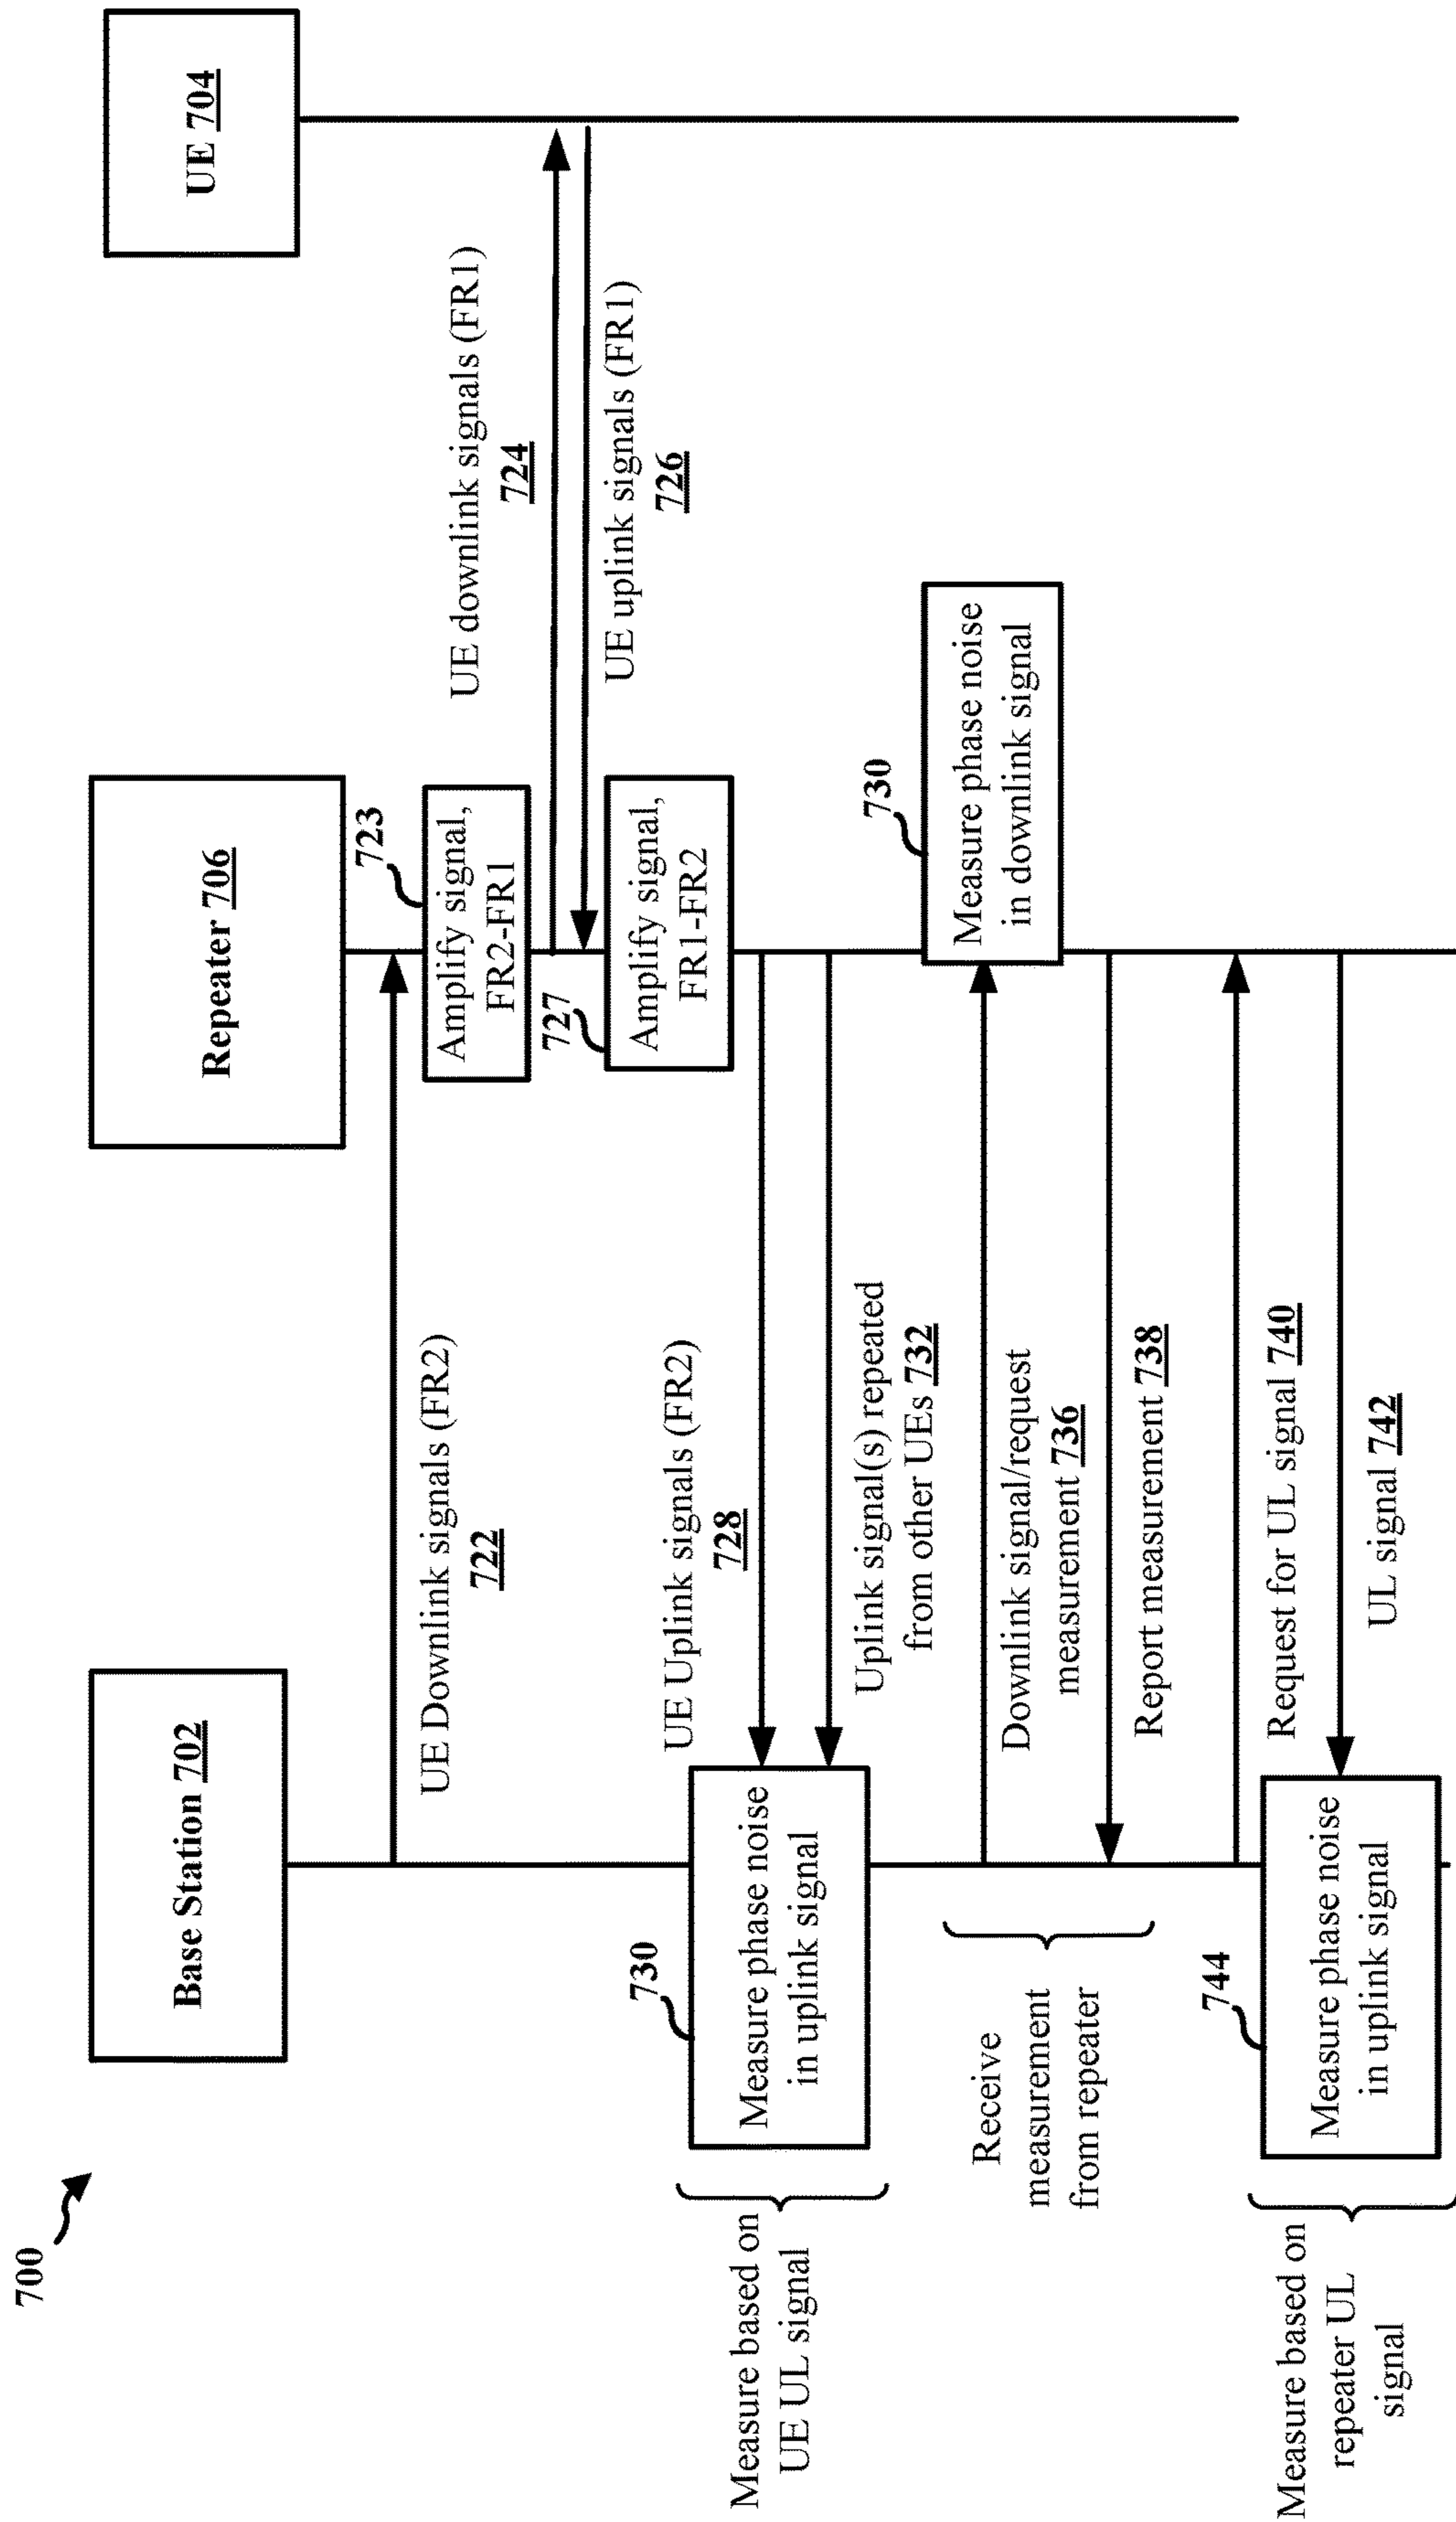 700
Base Station 702
Repeater 706
UE 704
UE Downlink signals (FR2)
722
723
Amplify signal,
FR2-FR1
UE downlink signals (FR1)
724
UE uplink signals (FR1)
726
727
Amplify signal,
FR1-FR2
UE Uplink signals (FR2)
728
730
Measure phase noise
in uplink signal
Measure based on
UE UL signal
Uplink signal(s) repeated
from other UEs 732
730
Measure phase noise
in downlink signal
Downlink signal/request
measurement 736
Receive
measurement
from repeater
Report measurement 738
Request for UL signal 740
UL signal 742
744
Measure phase noise
in uplink signal
Measure based on
repeater UL
signal